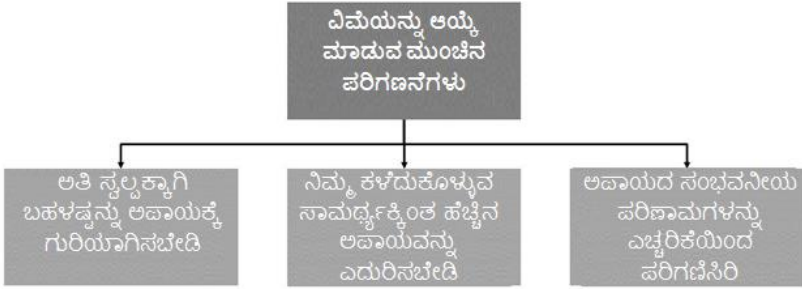 ವಿಮೆಯನ್ನು ಆಯ್ಕೆ
ಮಾಡುವ ಮುಂಚಿನ
ಪರಿಗಣನೆಗಳು
ಅತಿ ಸ್ವಲ್ಪಕ್ಕಾಗಿ
ಬಹಳಷ್ಟನ್ನು ಅಪಾಯಕ್ಕೆ
ಗುರಿಯಾಗಿಸಬೇಡಿ
ನಿಮ್ಮ ಕಳೆದುಕೊಳ್ಳುವ
ಸಾಮರ್ಥ್ಯಕ್ಕಿಂತ ಹೆಚ್ಚಿನ
ಅಪಾಯವನ್ನು
ಎದುರಿಸಬೇಡಿ
ಅಪಾಯದ ಸಂಭವನೀಯ
ಪರಿಣಾಮಗಳನ್ನು
ಎಚ್ಚರಿಕೆಯಿಂದ
ಪರಿಗಣಿಸಿರಿ